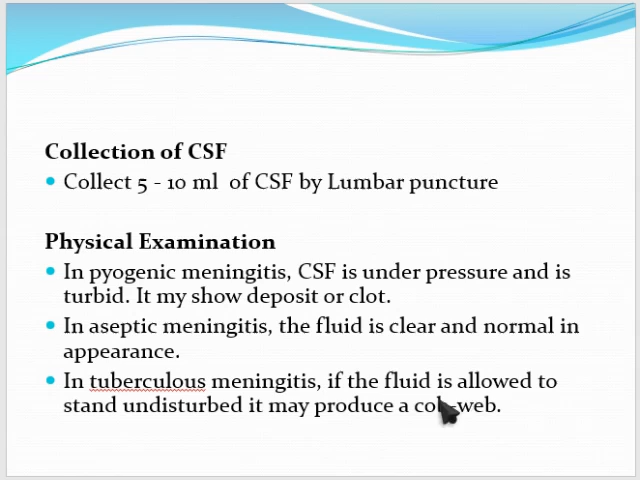 Collection of CSF
Collect 5 - 10 ml of CSF by Lumbar puncture
Physical Examination
In pyogenic meningitis, CSF is under pressure and is
turbid. It my show deposit or clot.
In aseptic meningitis, the fluid is clear and normal in
appearance.
In tuberculous meningitis, if the fluid is allowed to
stand undisturbed it may produce a cob-web.